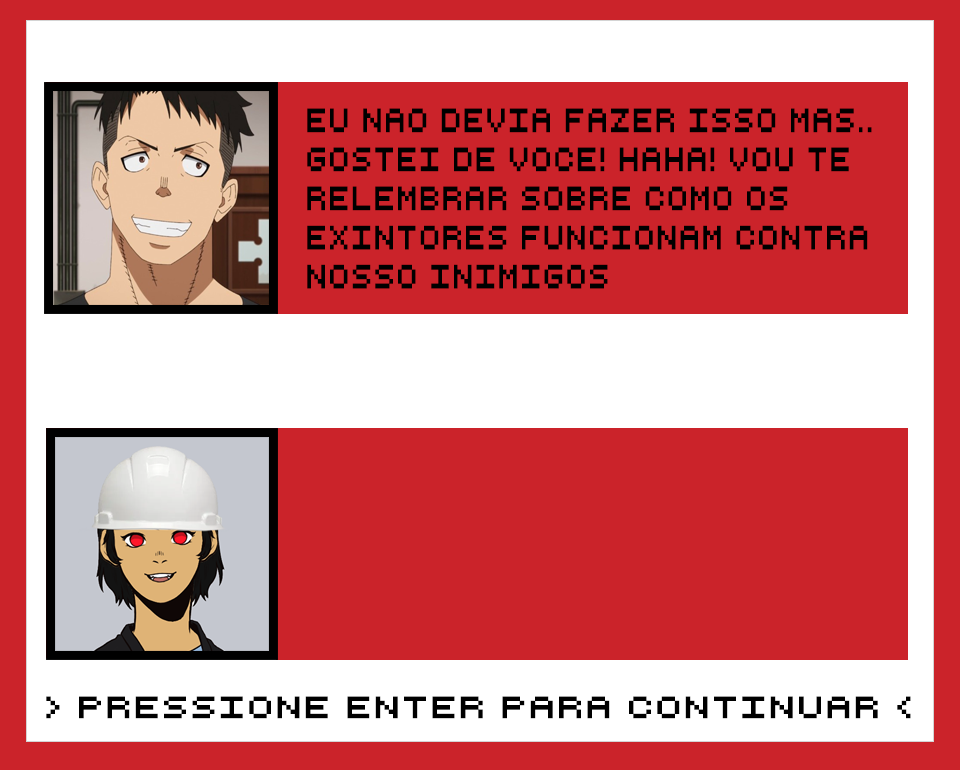 EU NAO DEVIA FAZER ISSO MAS..
GOSTEI DE VOCE! HAHA! VOU TE
RELEMBRAR SOBRE COMO OS
EXINTORES FUNCIONAM CONTRA
NOSSO INIMIGOS
> PRESSIONE ENTER PARA CONTINUAR <